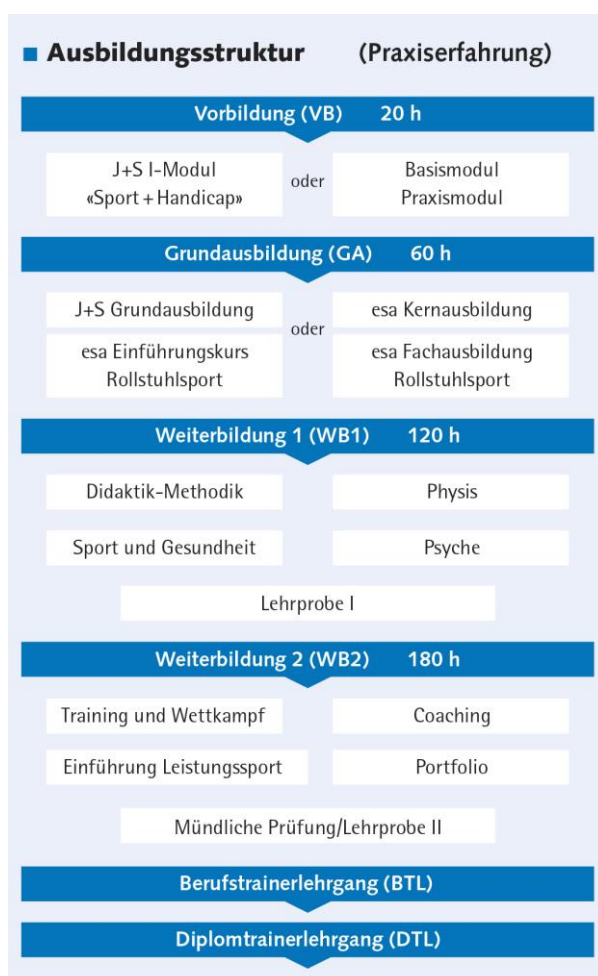 Ausbildungsstruktur (Praxiserfahrung)
Vorbildung (VB) 20 h
J+S I-Modul
«Sport + Handicap»
oder
Basismodul
Praxismodul
Grundausbildung (GA) 60 h
J+S Grundausbildung
esa Einführungskurs
Rollstuhlsport
oder
esa Kernausbildung
esa Fachausbildung
Rollstuhlsport
Weiterbildung 1 (WB1) 120 h
Didaktik-Methodik
Physis
Sport und Gesundheit
Psyche
Lehrprobe I
Weiterbildung 2 (WB2) 180 h
Training und Wettkampf
Coaching
Einführung Leistungssport
Portfolio
Mündliche Prüfung/Lehrprobe II
Berufstrainerlehrgang (BTL)
Diplomtrainerlehrgang (DTL)